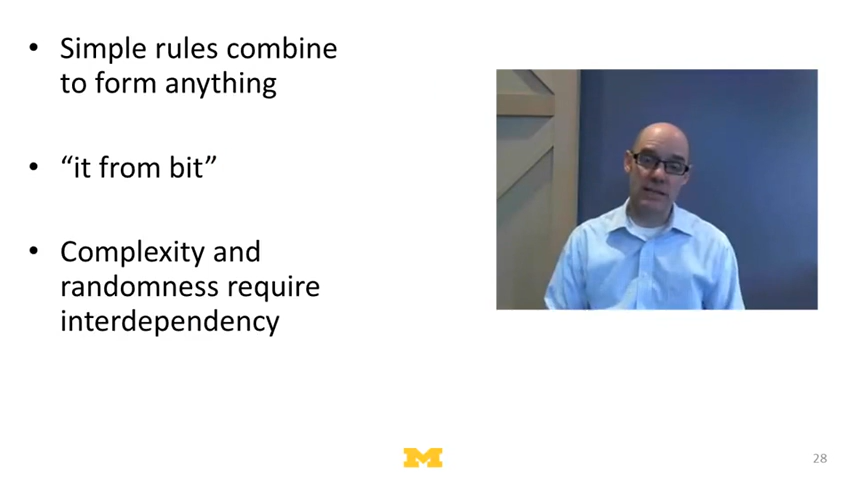 • Simple rules combine
to form anything
• “it from bit”
• Complexity and
randomness require
interdependency
M
28